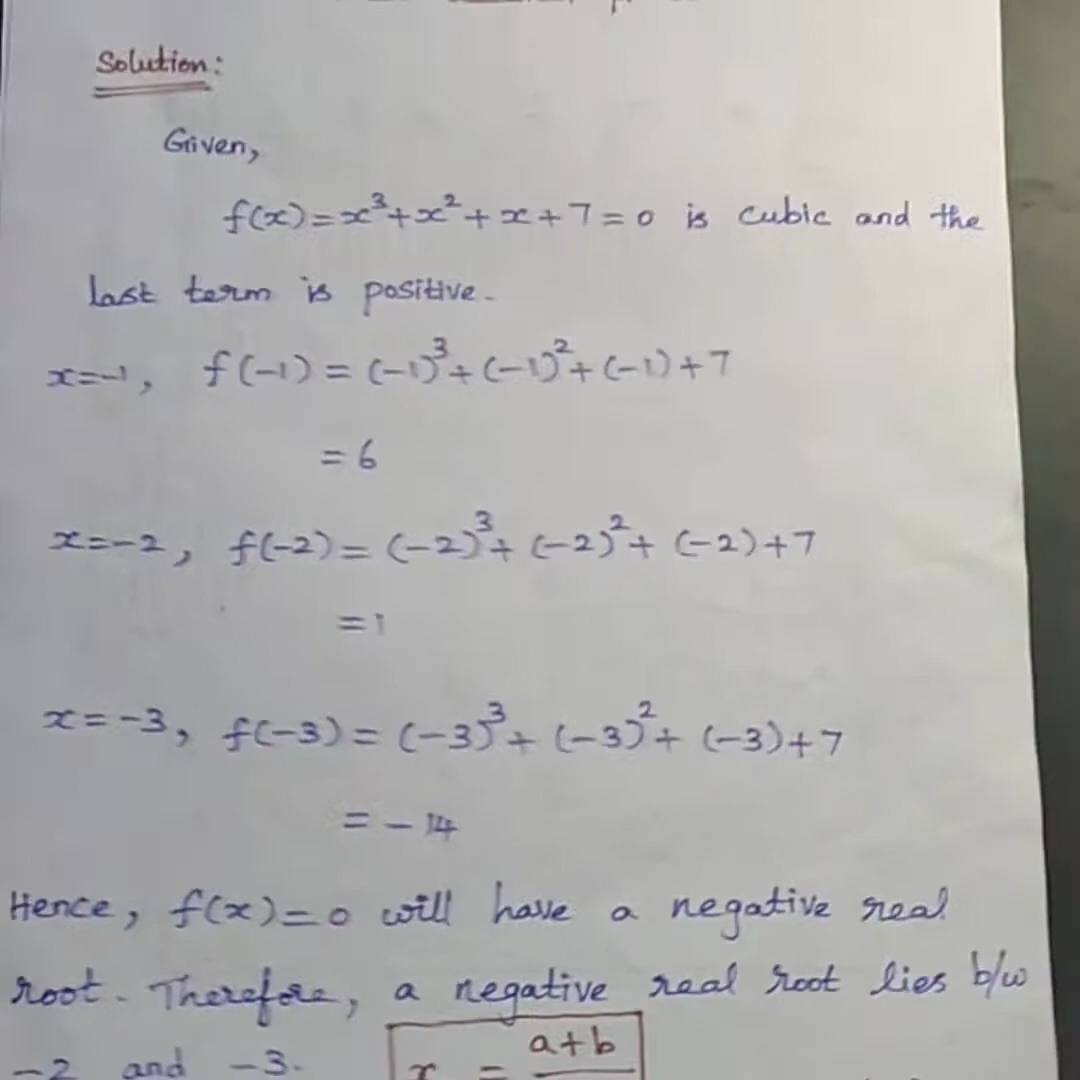 Solution:
Given,
f(x)=x³+x²+x+7=0 is cubic and the
last term is positive.
x=-1, f(-1) = (-1)³+(-1)²+(-1)+7
= 6
x=-2, f(-2) = (-2)³+ (-2)²+ (-2)+7
= 1
x=-3, f(-3) = (-3)³+ (-3)²+ (-3)+7
= -14
Hence, f(x)=0 will have a negative real
root. Therefore, a negative real root lies b/w
-2 and -3. x = a+b